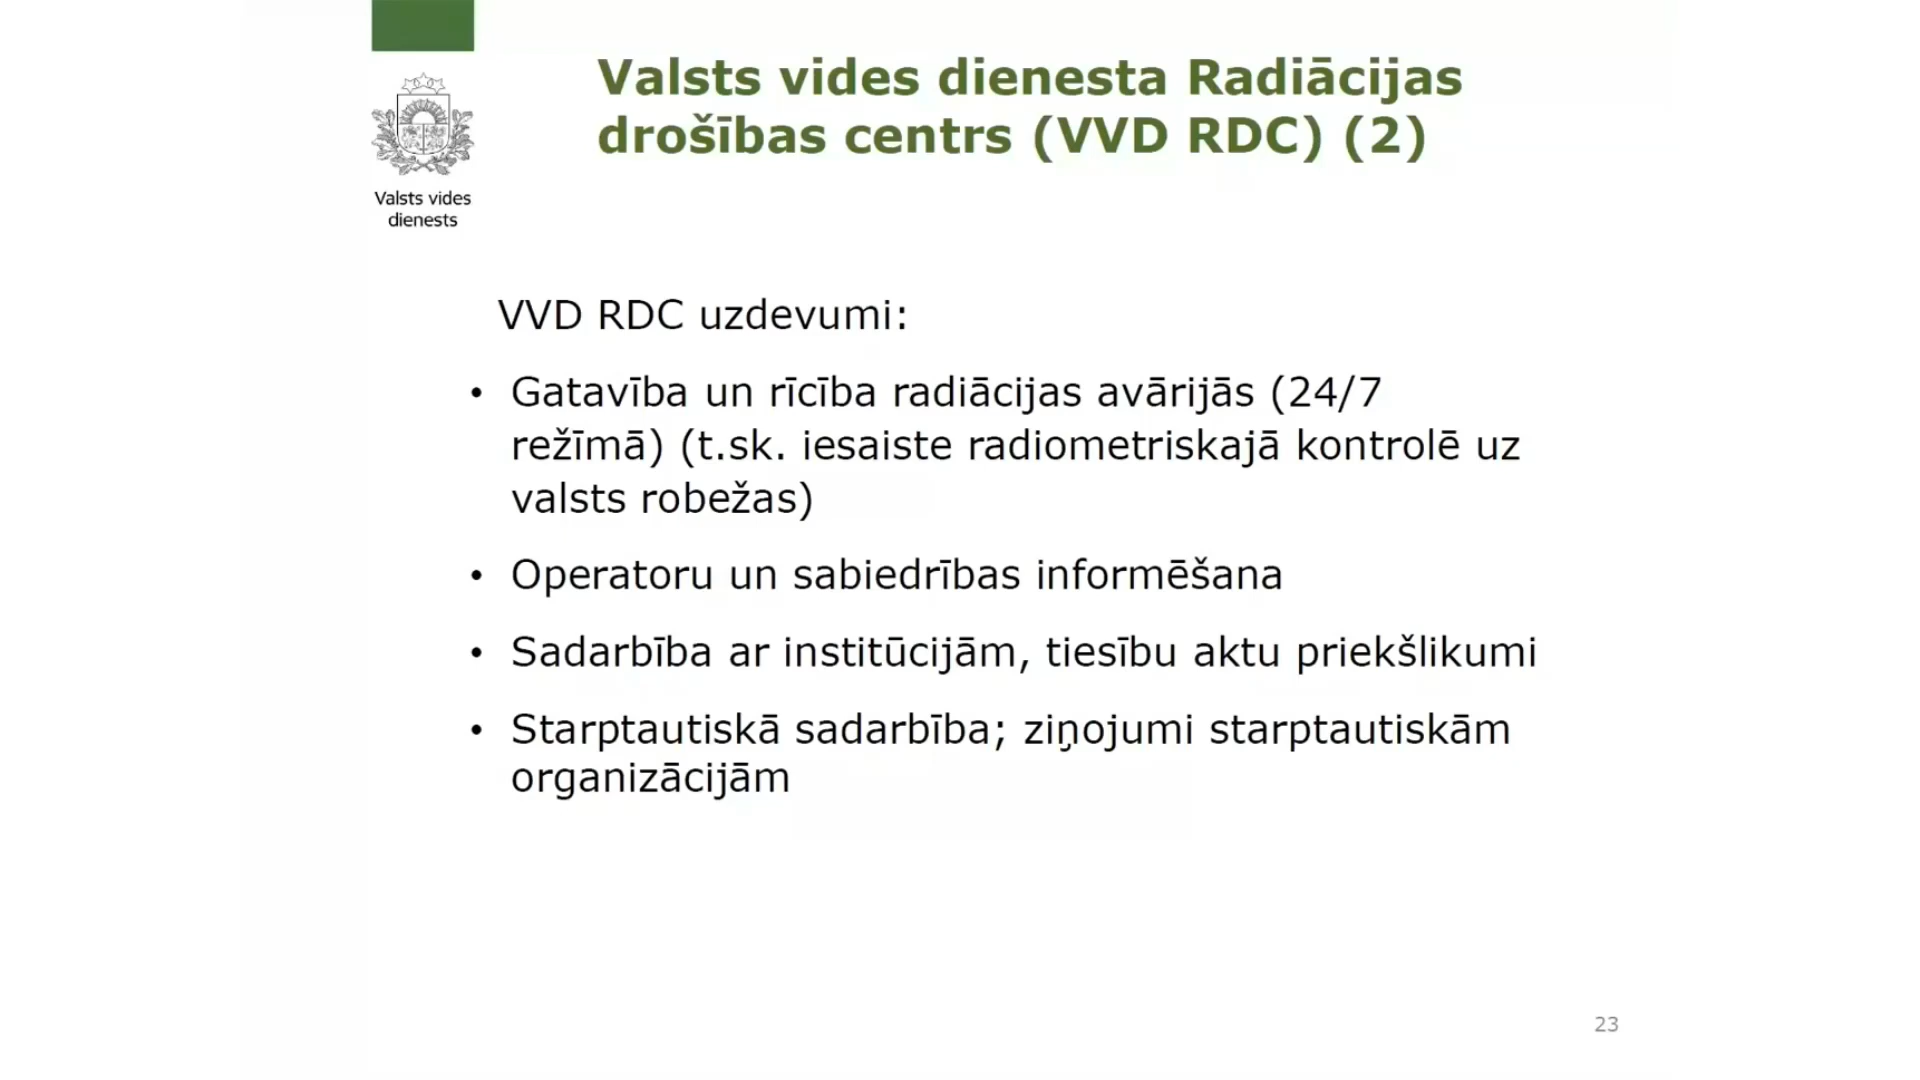 Valsts vides dienesta Radiācijas
drošības centrs (VVD RDC) (2)
Valsts vides
dienests
VVD RDC uzdevumi:
• Gatavība un rīcība radiācijas avārijās (24/7
režīmā) (t.sk. iesaiste radiometriskajā kontrolē uz
valsts robežas)
• Operatoru un sabiedrības informēšana
• Sadarbība ar institūcijām, tiesību aktu priekšlikumi
• Starptautiskā sadarbība; ziņojumi starptautiskām
organizācijām
23